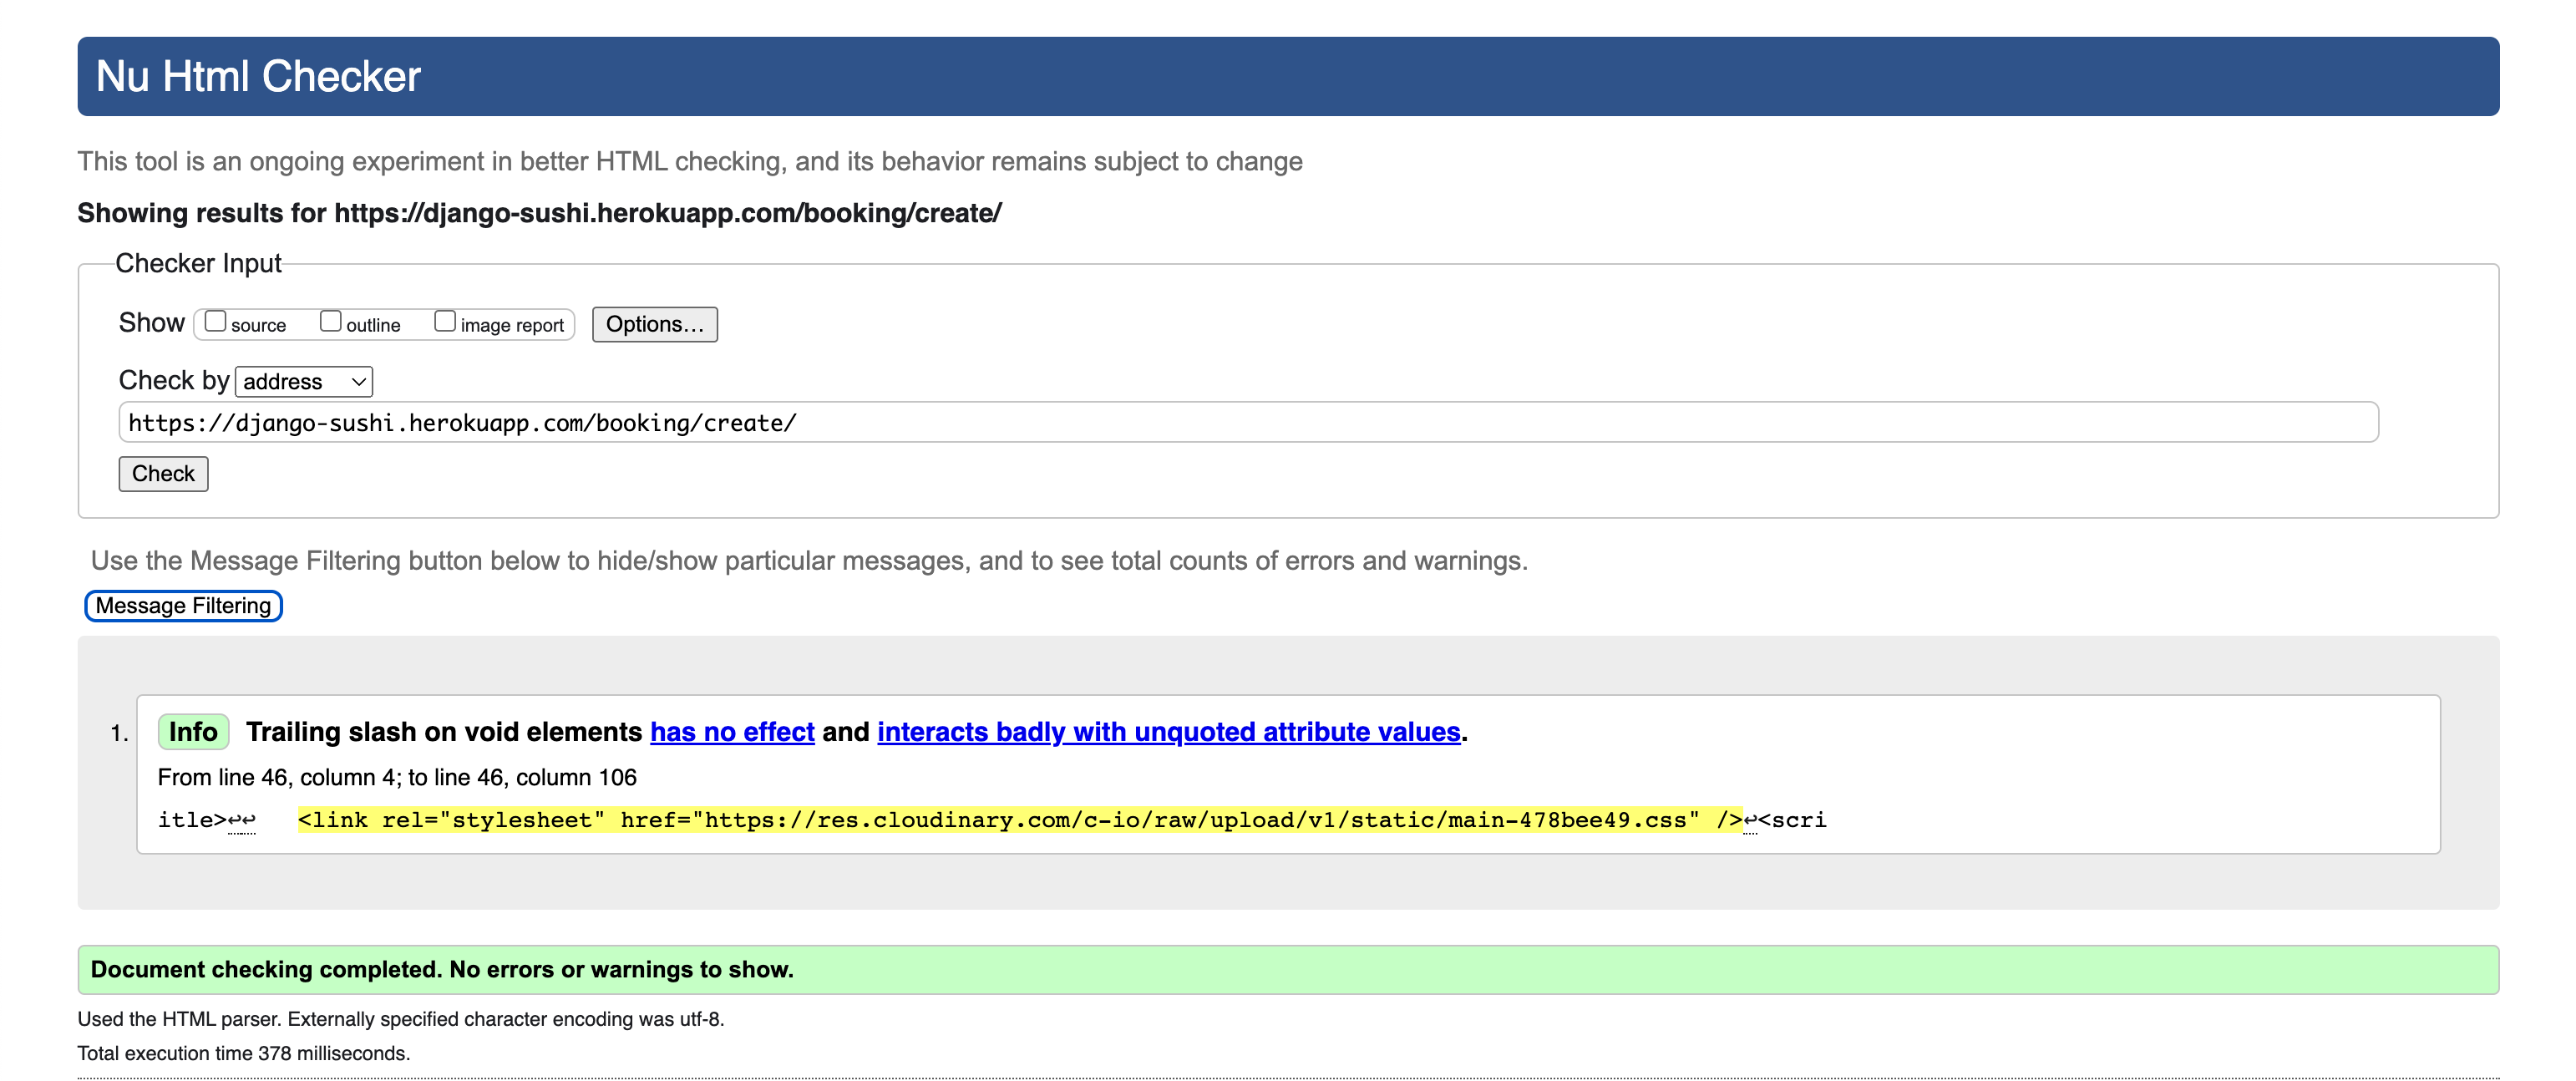 Nu Html Checker
This tool is an ongoing experiment in better HTML checking, and its behavior remains subject to change
Showing results for https://django-sushi.herokuapp.com/booking/create/
Checker Input
Show source outline image report Options...
Check by address
https://django-sushi.herokuapp.com/booking/create/
Check
Use the Message Filtering button below to hide/show particular messages, and to see total counts of errors and warnings.
Message Filtering
1. Info Trailing slash on void elements has no effect and interacts badly with unquoted attribute values.
From line 46, column 4; to line 46, column 106
itle>↩↩ <link rel="stylesheet" href="https://res.cloudinary.com/c-io/raw/upload/v1/static/main-478bee49.css" />↩<scri
Document checking completed. No errors or warnings to show.
Used the HTML parser. Externally specified character encoding was utf-8.
Total execution time 378 milliseconds.